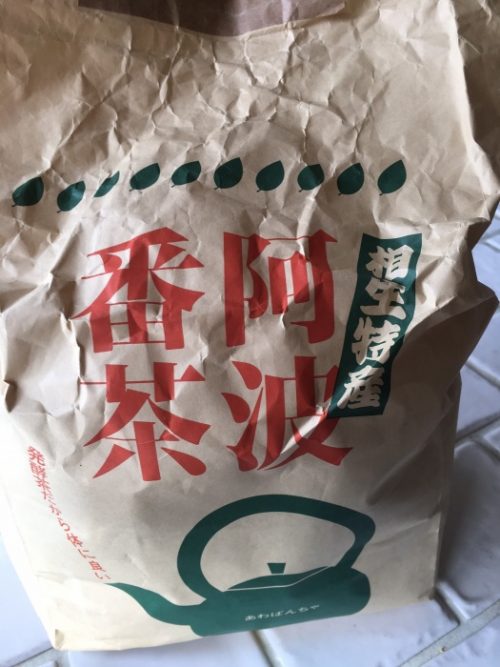 相生特産
阿波
番茶
発酵茶だから体に良い
あわばんちゃ